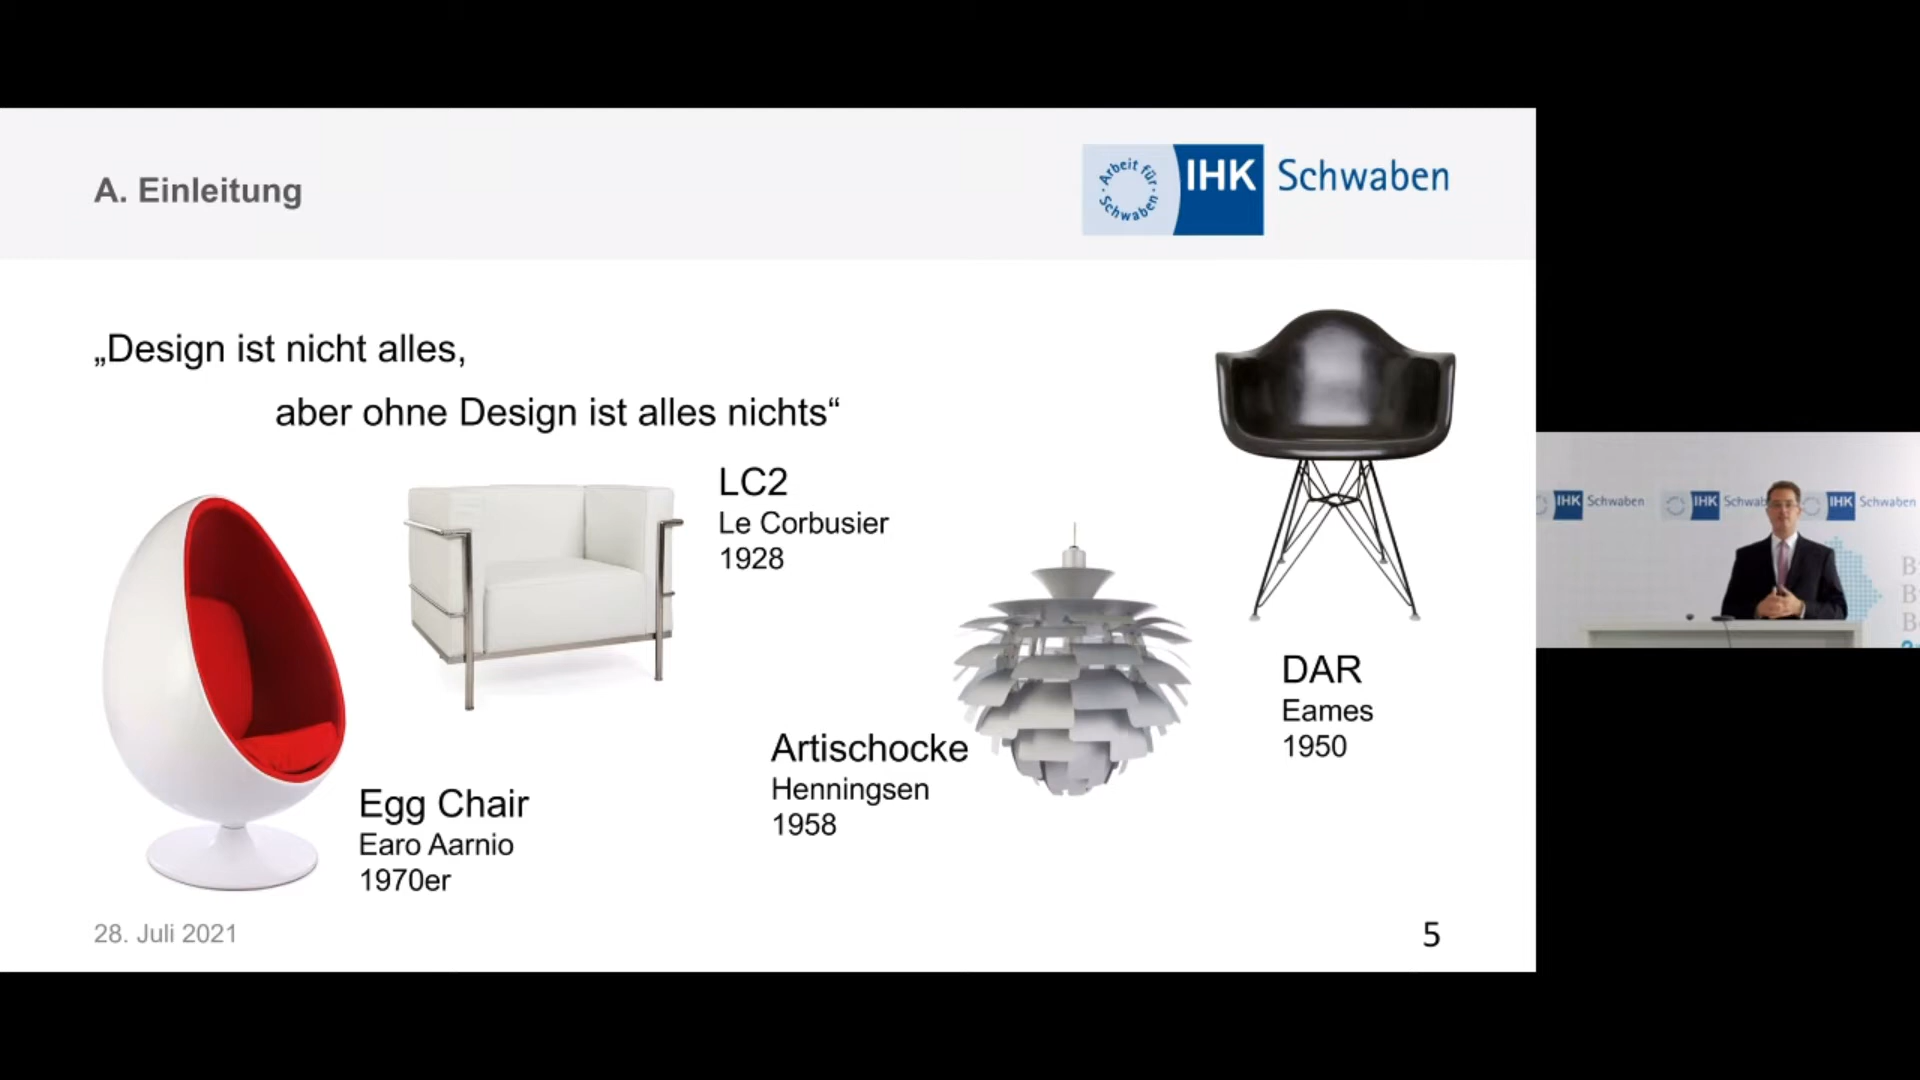 A. Einleitung
Arbeit für Schwaben
IHK Schwaben
„Design ist nicht alles,
aber ohne Design ist alles nichts“
LC2
Le Corbusier
1928
Egg Chair
Earo Aarnio
1970er
Artischocke
Henningsen
1958
DAR
Eames
1950
28. Juli 2021
5
IHK Schwaben
IHK Schwab
IHK Schwaben